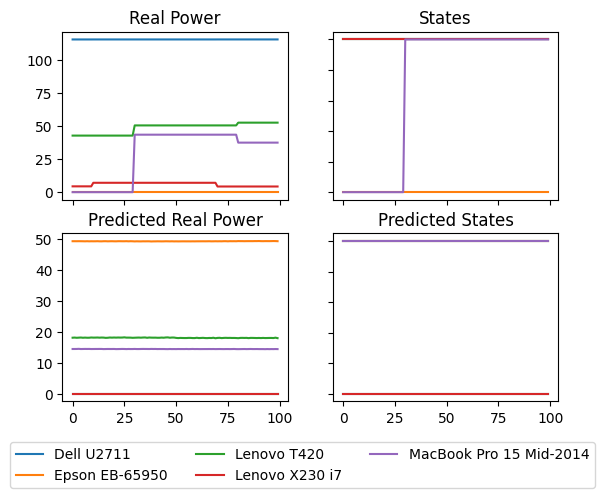 Real Power
States
100
75
50
25
0
Predicted Real Power
Predicted States
50
40
30
20
10
0
0 25 50 75 100
0 25 50 75 100
Dell U2711
Lenovo T420
MacBook Pro 15 Mid-2014
Epson EB-65950
Lenovo X230 i7